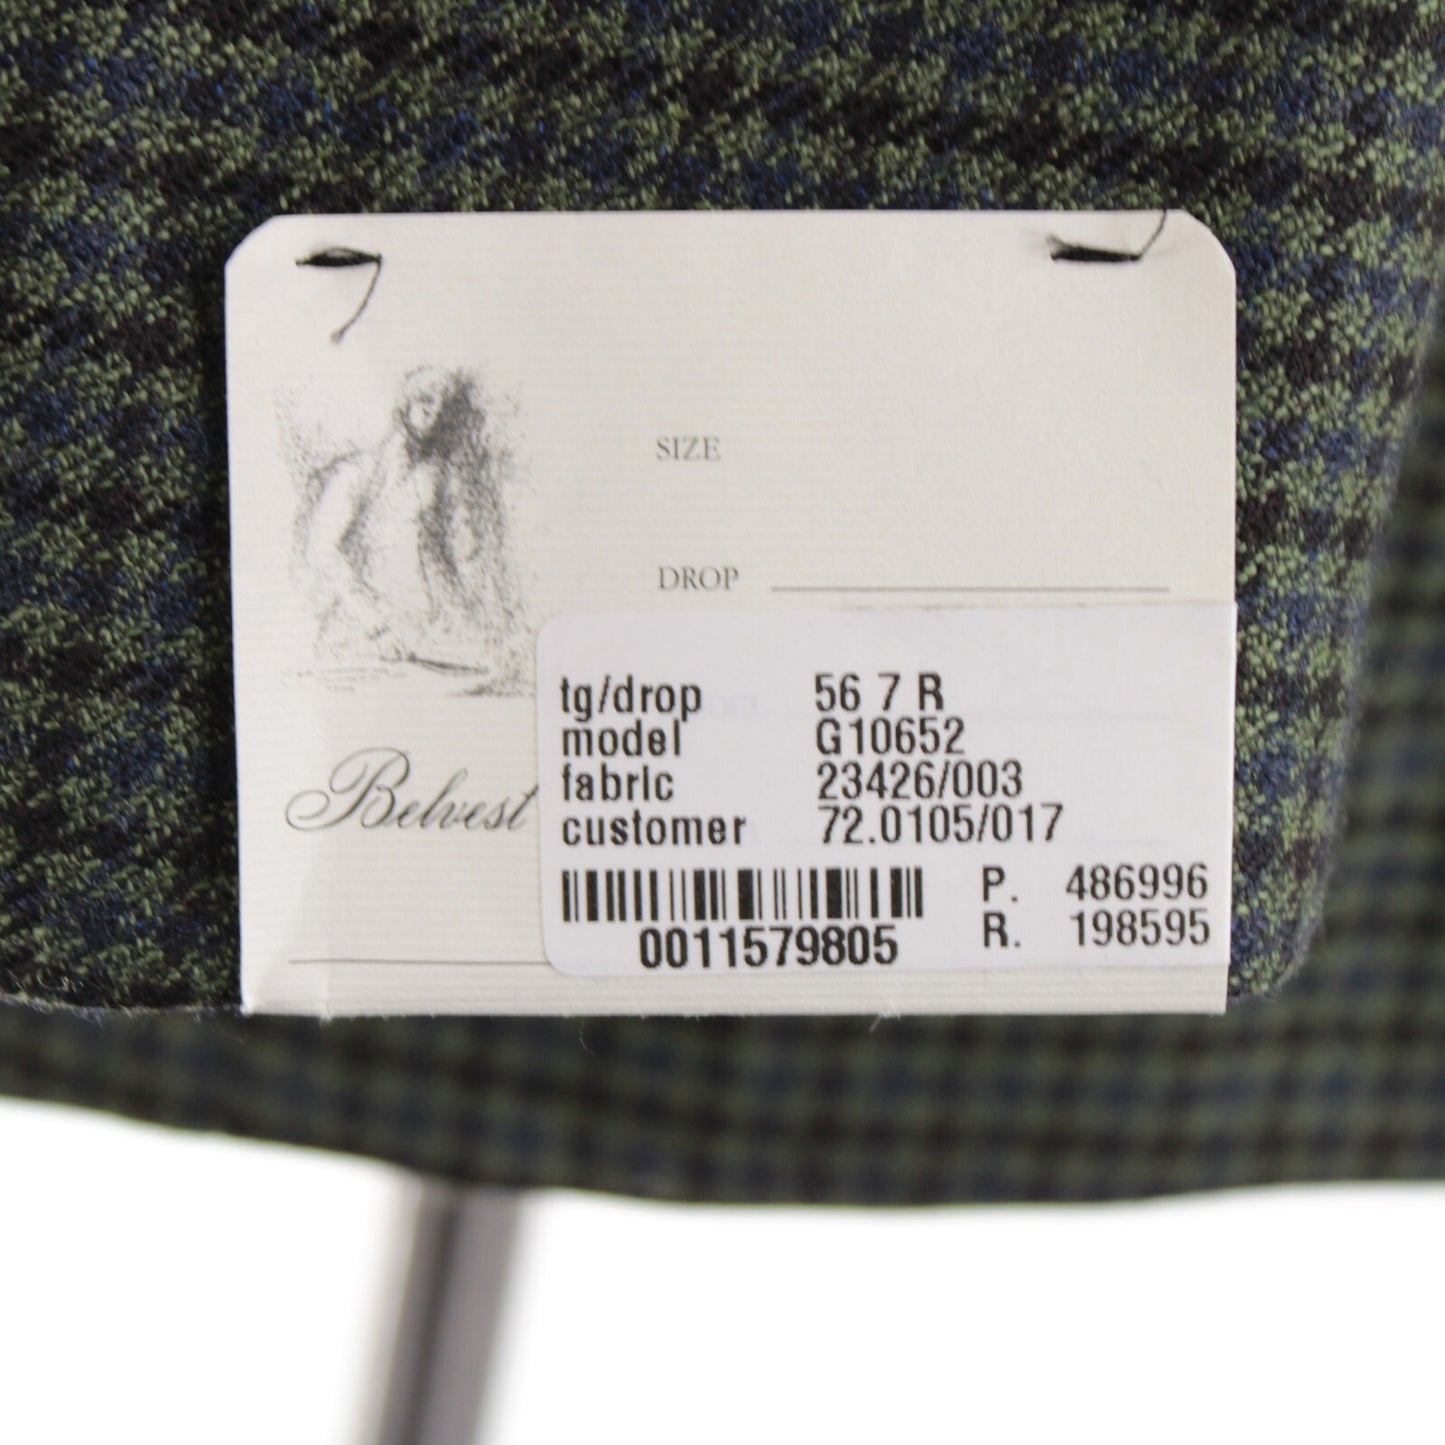 SIZE
DROP
tg/drop 56 7 R
model G10652
fabric 23426/003
Belvest
customer 72.0105/017
P. 486996
R. 198595
0011579805